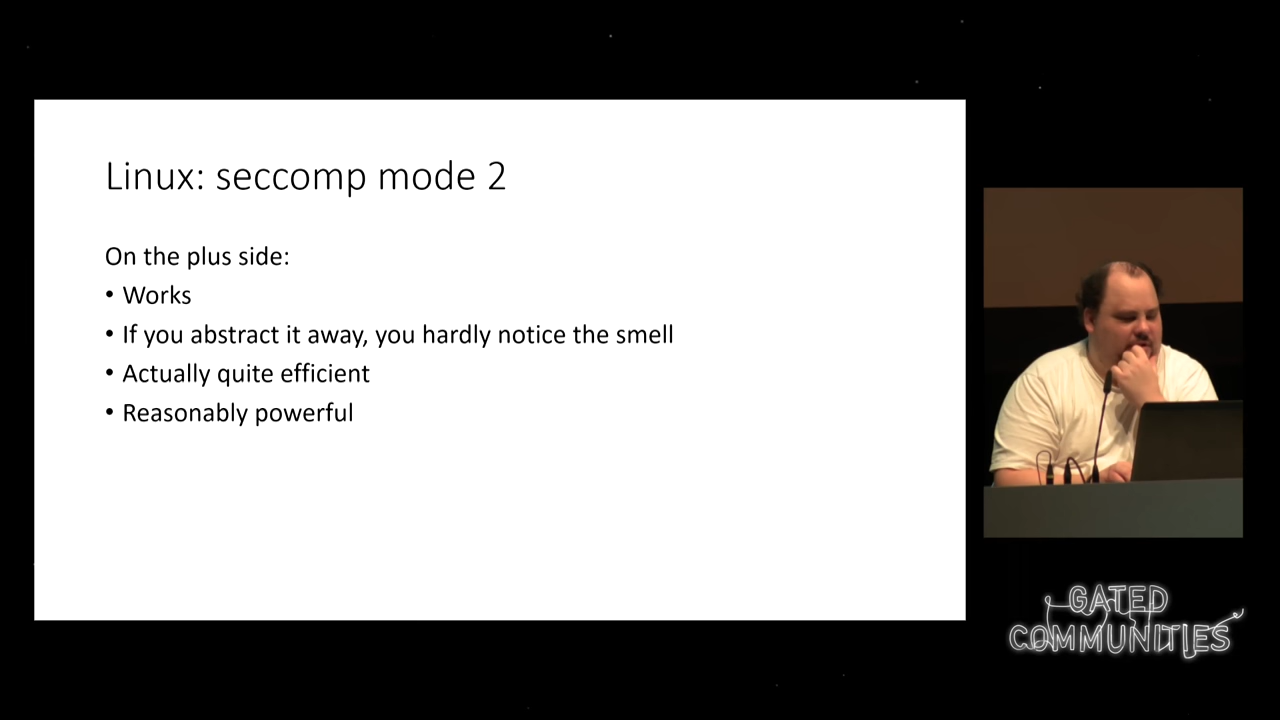 Linux: seccomp mode 2
On the plus side:
• Works
• If you abstract it away, you hardly notice the smell
• Actually quite efficient
• Reasonably powerful
GATED
COMMUNITIES